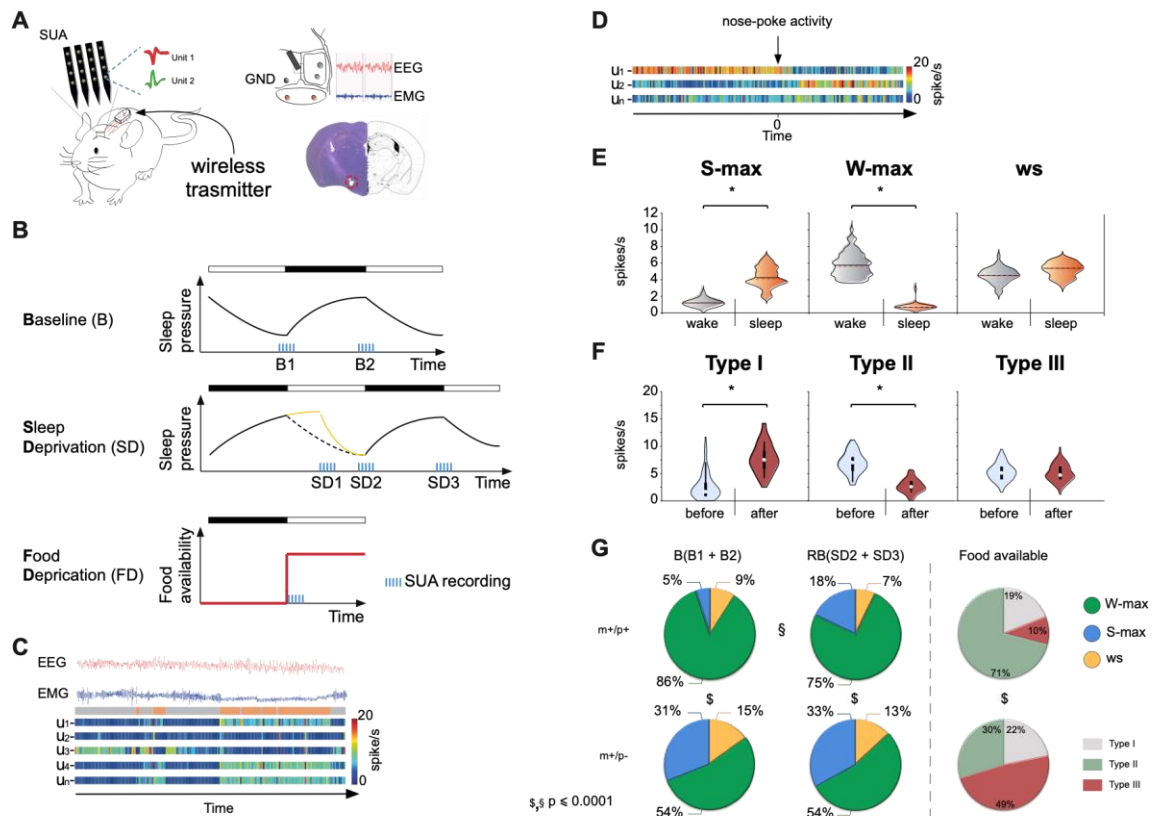 A
SUA
Unit 1
Unit 2
GND
EEG
EMG
wireless
trasmitter
B
Baseline (B)
Sleep
pressure
B1
B2
Time
Sleep
Deprivation (SD)
Sleep
pressure
SD1
SD2
SD3
Time
Food
Deprication (FD)
Food
availability
SUA recording
Time
C
EEG
EMG
u1
u2
u3
u4
un
20
0
spike/s
Time
D
nose-poke activity
u1
u2
un
20
0
spike/s
0
Time
E
S-max
W-max
ws
*
*
spikes/s
12
10
8
6
4
2
0
wake
sleep
wake
sleep
wake
sleep
F
Type I
Type II
Type III
*
*
spikes/s
20
15
10
5
0
before
after
before
after
before
after
G
B(B1 + B2)
RB(SD2 + SD3)
Food available
m+/p+
5%
9%
86%
§
18%
7%
75%
19%
10%
71%
W-max
S-max
ws
$
$
$
m+/p-
31%
15%
54%
33%
13%
54%
30%
22%
49%
Type I
Type II
Type III
$,§ p ⩽ 0.0001